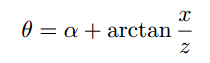 θ = α + arctan x/z